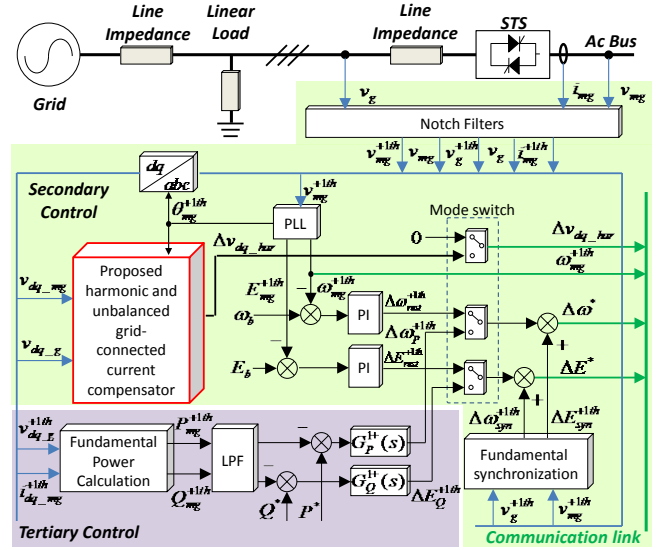 Line
Impedance
Linear
Load
Line
Impedance
STS
Ac Bus
Grid
v_g
i_mg
v_mg
Notch Filters
v_mg^+1th
v_mg
v_g^+1th
v_g
i_mg^+1th
dq
abc
Secondary
Control
θ_mg^+1th
v_mg^+1th
PLL
Mode switch
0
Δv_dq_har
Δv_dq_har
ω_mg^+1th
Proposed
harmonic and
unbalanced
grid-
connected
current
compensator
v_dq_mg
v_dq_g
E_mg^+1th
ω_mg^+1th
−
ω_b
PI
Δω_rest^+1th
Δω_P^+1th
Δω^*
−
E_b
PI
ΔE_rest^+1th
ΔE^*
+
+
Δω_syn^+1th
ΔE_syn^+1th
v_dq_g^+1th
i_dq_mg^+1th
Fundamental
Power
Calculation
P_mg^+1th
Q_mg^+1th
LPF
−
−
G_P^1+(s)
G_Q^1+(s)
ΔE_Q^+1th
Q^*
P^*
Fundamental
synchronization
v_g^+1th
v_mg^+1th
Tertiary Control
Communication link